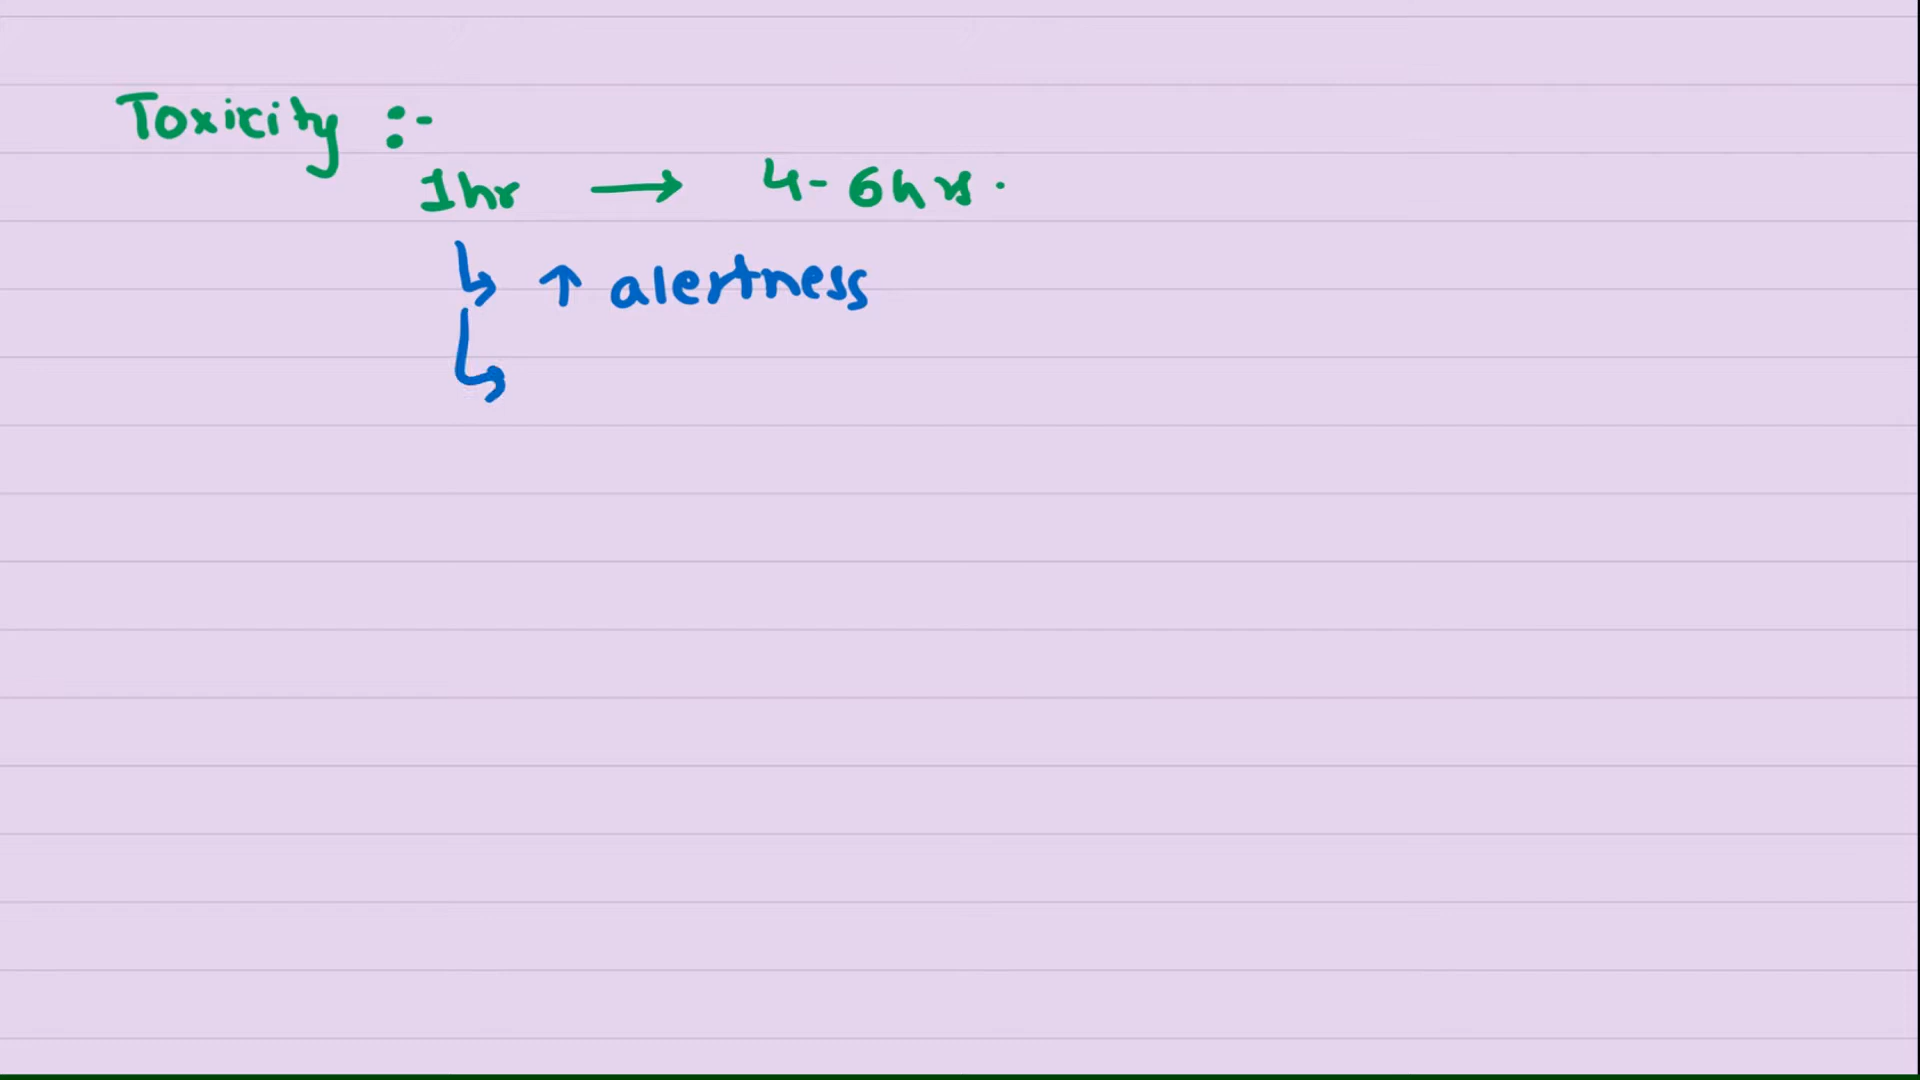 Toxicity :-
1hr → 4-6hrs.
↳ ↑ alertness
↳